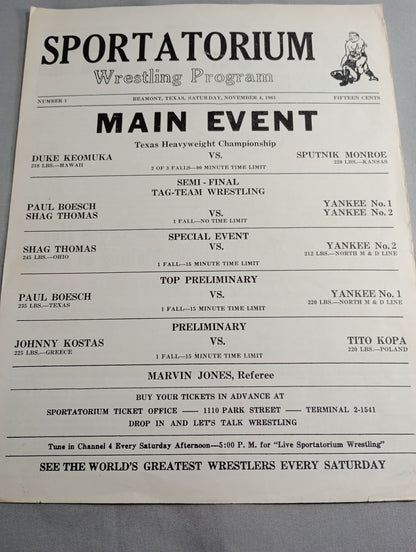 SPORTATORIUM
Wrestling Program
NUMBER 1 BEAMONT, TEXAS, SATURDAY, NOVEMBER 4, 1961 FIFTEEN CENTS
MAIN EVENT
Texas Heavyweight Championship
DUKE KEOMUKA VS. SPUTNIK MONROE
218 LBS.—HAWAII 2 OF 3 FALLS—90 MINUTE TIME LIMIT 220 LBS.—KANSAS
SEMI-FINAL
TAG-TEAM WRESTLING
PAUL BOESCH YANKEE No. 1
SHAG THOMAS VS. YANKEE No. 2
1 FALL—NO TIME LIMIT
SPECIAL EVENT
SHAG THOMAS VS. YANKEE No. 2
245 LBS.—OHIO 212 LBS.—NORTH M & D LINE
1 FALL—15 MINUTE TIME LIMIT
TOP PRELIMINARY
PAUL BOESCH VS. YANKEE No. 1
235 LBS.—TEXAS 220 LBS.—NORTH M & D LINE
1 FALL—15 MINUTE TIME LIMIT
PRELIMINARY
JOHNNY KOSTAS VS. TITO KOPA
225 LBS.—GREECE 220 LBS.—POLAND
1 FALL—15 MINUTE TIME LIMIT
MARVIN JONES, Referee
BUY YOUR TICKETS IN ADVANCE AT
SPORTATORIUM TICKET OFFICE —— 1110 PARK STREET —— TERMINAL 2-1541
DROP IN AND LET'S TALK WRESTLING
Tune in Channel 4 Every Saturday Afternoon—5:00 P. M. for "Live Sportatorium Wrestling"
SEE THE WORLD'S GREATEST WRESTLERS EVERY SATURDAY